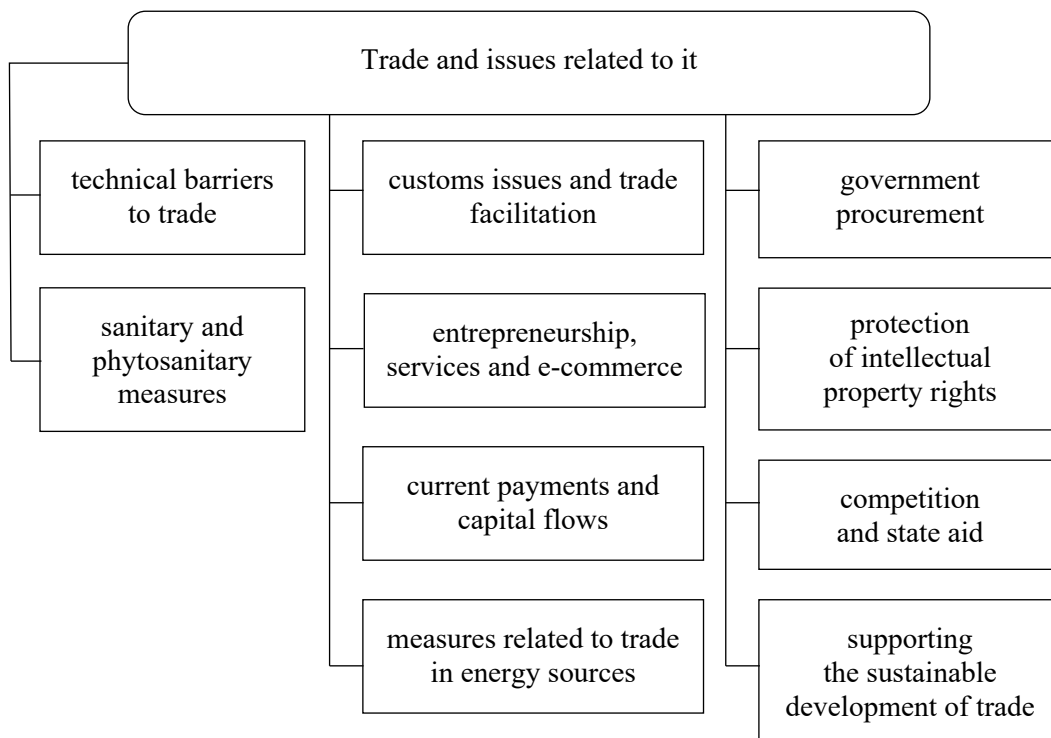 Trade and issues related to it
technical barriers
to trade
sanitary and
phytosanitary
measures
customs issues and trade
facilitation
entrepreneurship,
services and e-commerce
current payments and
capital flows
measures related to trade
in energy sources
government
procurement
protection
of intellectual
property rights
competition
and state aid
supporting
the sustainable
development of trade